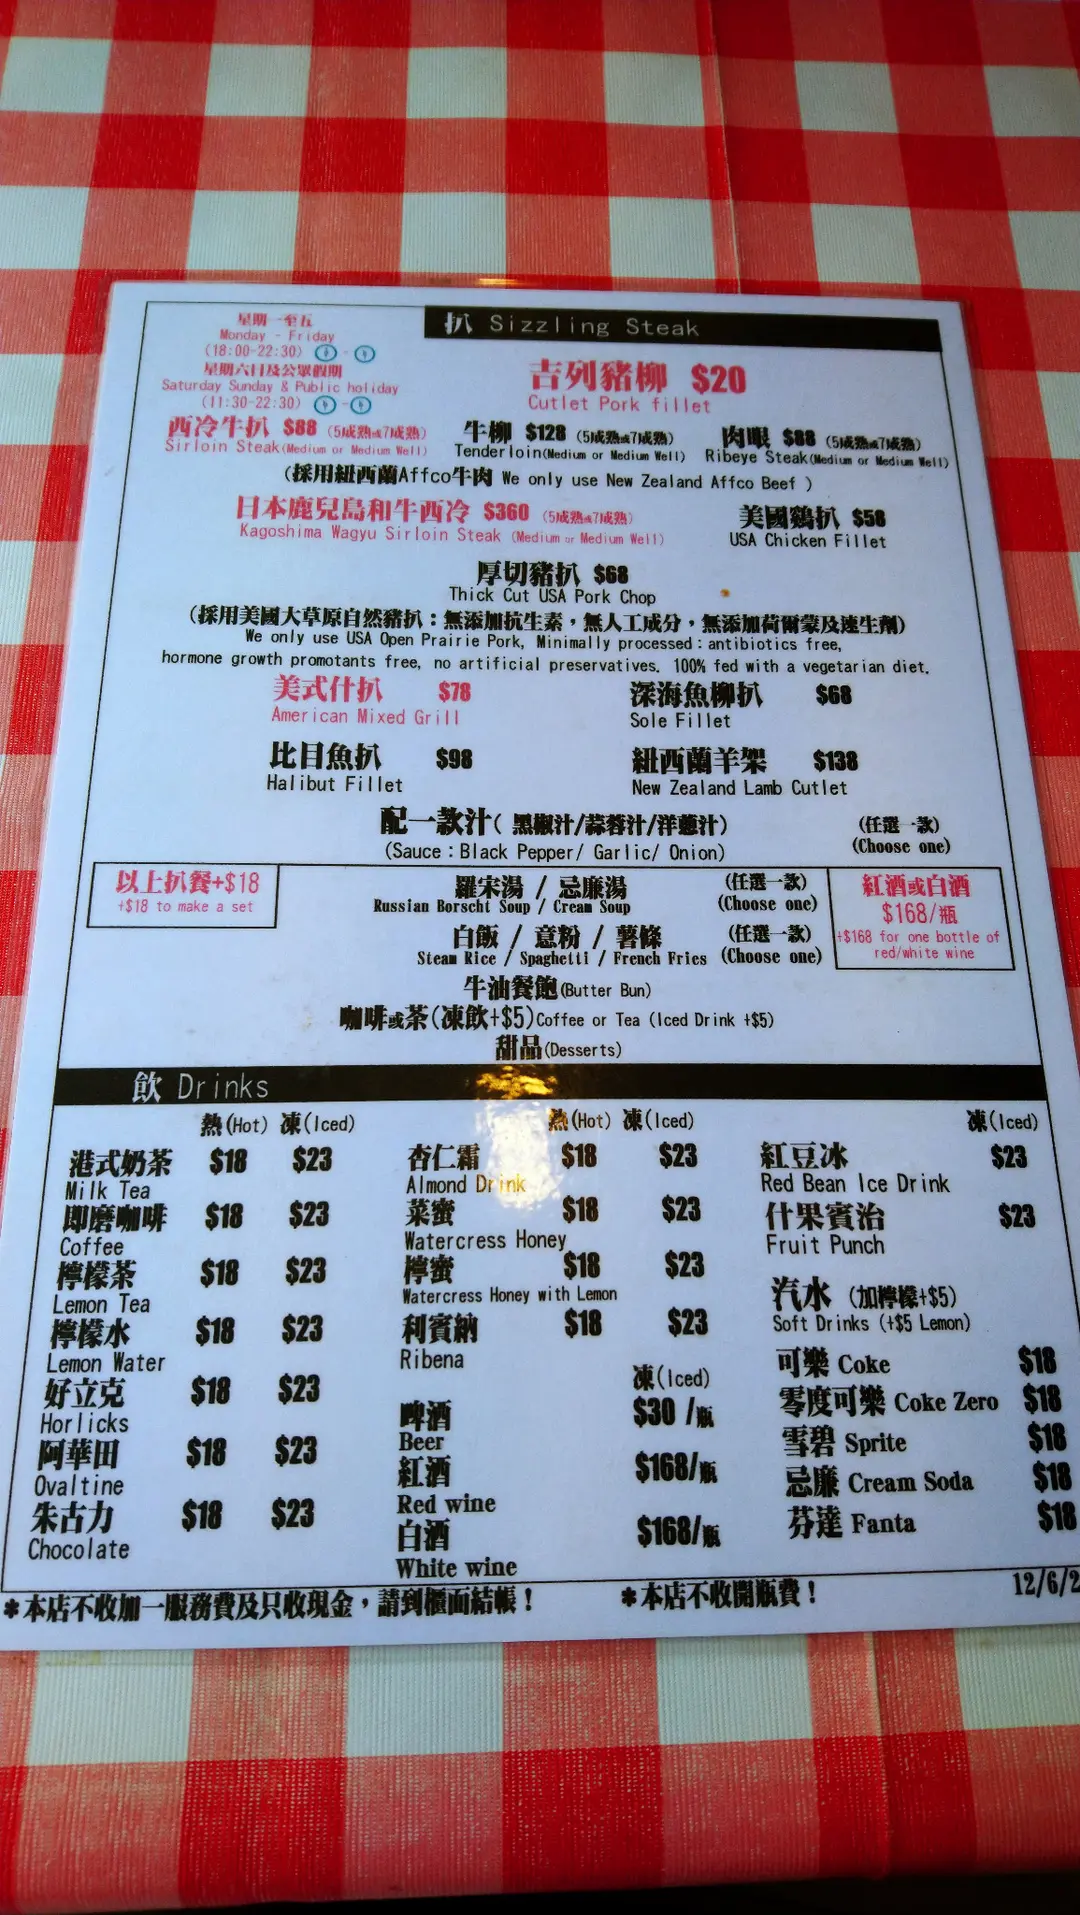 星期一至五
Monday - Friday
(18:00-22:30)
星期六日及公眾假期
Saturday Sunday & Public holiday
(11:30-22:30)
扒 Sizzling Steak
吉列豬柳 $20
Cutlet Pork fillet
西冷牛扒 $88 (5成熟或7成熟)
Sirloin Steak(Medium or Medium Well)
牛柳 $128 (5成熟或7成熟)
Tenderloin(Medium or Medium Well)
肉眼 $88 (5成熟或7成熟)
Ribeye Steak(Medium or Medium Well)
(採用紐西蘭Affco牛肉 We only use New Zealand Affco Beef )
日本鹿兒島和牛西冷 $360 (5成熟或7成熟)
Kagoshima Wagyu Sirloin Steak (Medium or Medium Well)
美國鷄扒 $58
USA Chicken Fillet
厚切豬扒 $68
Thick Cut USA Pork Chop
(採用美國大草原自然豬扒：無添加抗生素，無人工成分，無添加荷爾蒙及速生劑)
We only use USA Open Prairie Pork, Minimally processed：antibiotics free,
hormone growth promotants free, no artificial preservatives. 100% fed with a vegetarian diet.
美式什扒 $78
American Mixed Grill
深海魚柳扒 $68
Sole Fillet
比目魚扒 $98
Halibut Fillet
紐西蘭羊架 $138
New Zealand Lamb Cutlet
配一款汁( 黑椒汁/蒜蓉汁/洋蔥汁) (任選一款)
(Sauce：Black Pepper/ Garlic/ Onion) (Choose one)
以上扒餐+$18
+$18 to make a set
羅宋湯 / 忌廉湯 (任選一款)
Russian Borscht Soup / Cream Soup (Choose one)
白飯 / 意粉 / 薯條 (任選一款)
Steam Rice / Spaghetti / French Fries (Choose one)
紅酒或白酒
$168/瓶
+$168 for one bottle of
red/white wine
牛油餐飽(Butter Bun)
咖啡或茶(凍飲+$5)Coffee or Tea (Iced Drink +$5)
甜品(Desserts)
飲 Drinks
熱(Hot) 凍(Iced)
港式奶茶 $18 $23
Milk Tea
即磨咖啡 $18 $23
Coffee
檸檬茶 $18 $23
Lemon Tea
檸檬水 $18 $23
Lemon Water
好立克 $18 $23
Horlicks
阿華田 $18 $23
Ovaltine
朱古力 $18 $23
Chocolate
熱(Hot) 凍(Iced)
杏仁霜 $18 $23
Almond Drink
菜蜜 $18 $23
Watercress Honey
檸蜜 $18 $23
Watercress Honey with Lemon
利賓納 $18 $23
Ribena
凍(Iced)
啤酒 $30 /瓶
Beer
紅酒 $168/瓶
Red wine
白酒 $168/瓶
White wine
凍(Iced)
紅豆冰 $23
Red Bean Ice Drink
什果賓治 $23
Fruit Punch
汽水 (加檸檬+$5)
Soft Drinks (+$5 Lemon)
可樂 Coke $18
零度可樂 Coke Zero $18
雪碧 Sprite $18
忌廉 Cream Soda $18
芬達 Fanta $18
*本店不收加一服務費及只收現金，請到櫃面結帳！ *本店不收開瓶費！
12/6/2